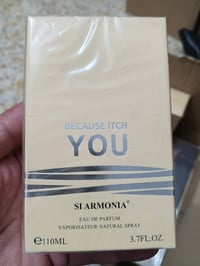 BECAUSE ITCH
YOU
SI ARMONIA®
EAU DE PARFUM
VAPORISATEUR NATURAL SPRAY
℮110ML 3.7FL.OZ.